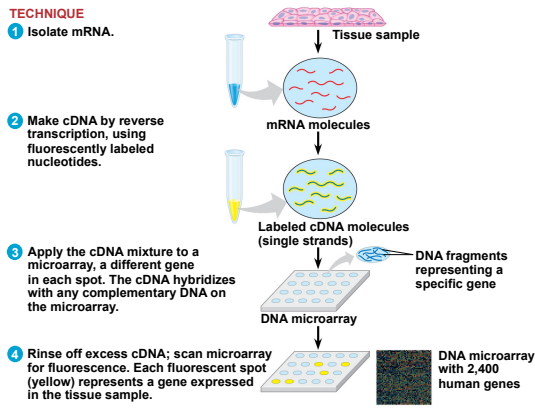 TECHNIQUE
1 Isolate mRNA.
Tissue sample
mRNA molecules
2 Make cDNA by reverse
transcription, using
fluorescently labeled
nucleotides.
Labeled cDNA molecules
(single strands)
3 Apply the cDNA mixture to a
microarray, a different gene
in each spot. The cDNA hybridizes
with any complementary DNA on
the microarray.
DNA fragments
representing a
specific gene
DNA microarray
4 Rinse off excess cDNA; scan microarray
for fluorescence. Each fluorescent spot
(yellow) represents a gene expressed
in the tissue sample.
DNA microarray
with 2,400
human genes